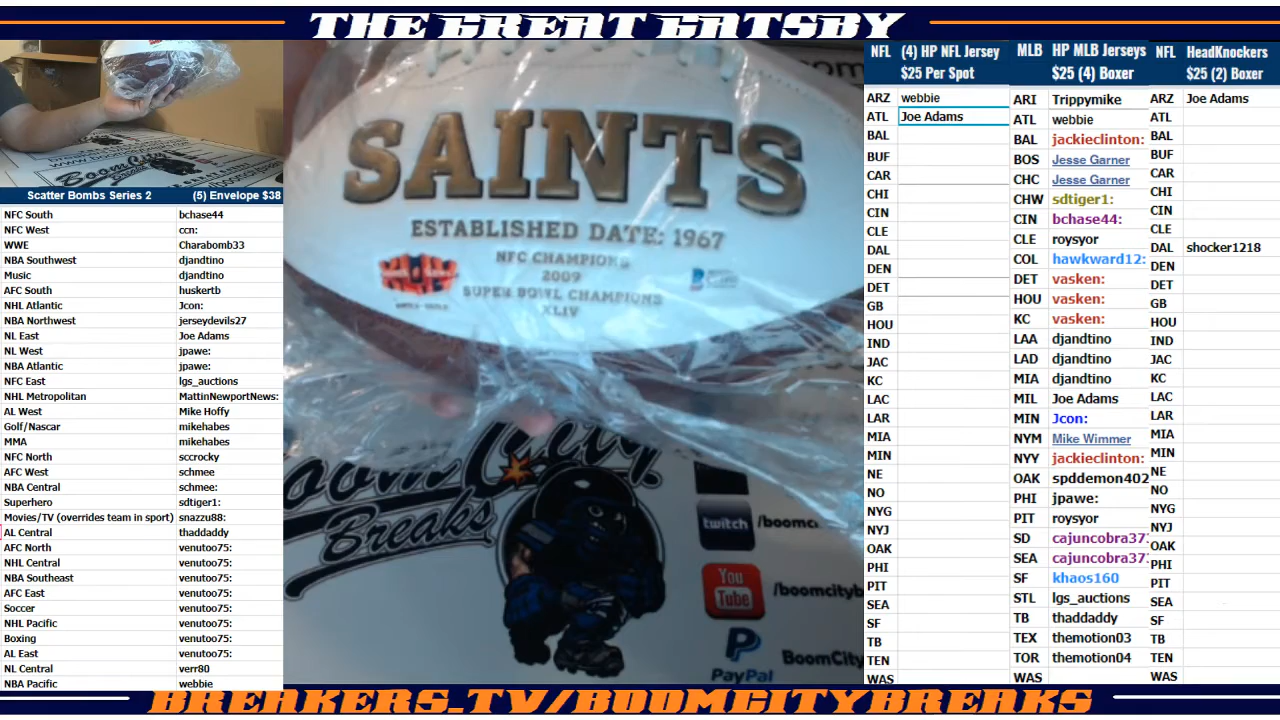 THE GREAT GATSBY
Scatter Bombs Series 2 (5) Envelope $38
NFC South bchase44
NFC West ccn:
WWE Charabomb33
NBA Southwest djandtino
Music djandtino
AFC South huskertb
NHL Atlantic Jcon:
NBA Northwest jerseydevils27
NL East Joe Adams
NL West jpawe:
NBA Atlantic jpawe:
NFC East lgs_auctions
NHL Metropolitan MattinNewportNews:
AL West Mike Hoffy
Golf/Nascar mikehabes
MMA mikehabes
NFC North sccrocky
AFC West schmee
NBA Central schmee:
Superhero sdtiger1:
Movies/TV (overrides team in sport) snazzu88:
AL Central thaddaddy
AFC North venutoo75:
NHL Central venutoo75:
NBA Southeast venutoo75:
AFC East venutoo75:
Soccer venutoo75:
NHL Pacific venutoo75:
Boxing venutoo75:
AL East venutoo75:
NL Central verr80
NBA Pacific webbie
SAINTS
ESTABLISHED DATE: 1967
NFC CHAMPIONS
2009
SUPER BOWL CHAMPIONS
XLIV
Boom City
Breaks
twitch /boomci
You
Tube
/boomcityb
PayPal
BoomCity
NFL (4) HP NFL Jersey
$25 Per Spot
ARZ webbie
ATL Joe Adams
BAL
BUF
CAR
CHI
CIN
CLE
DAL
DEN
DET
GB
HOU
IND
JAC
KC
LAC
LAR
MIA
MIN
NE
NO
NYG
NYJ
OAK
PHI
PIT
SEA
SF
TB
TEN
WAS
MLB HP MLB Jerseys
$25 (4) Boxer
ARI Trippymike
ATL webbie
BAL jackieclinton:
BOS Jesse Garner
CHC Jesse Garner
CHW sdtiger1:
CIN bchase44:
CLE roysyor
COL hawkward12:
DET vasken:
HOU vasken:
KC vasken:
LAA djandtino
LAD djandtino
MIA djandtino
MIL Joe Adams
MIN Jcon:
NYM Mike Wimmer
NYY jackieclinton:
OAK spddemon402
PHI jpawe:
PIT roysyor
SD cajuncobra37
SEA cajuncobra37
SF khaos160
STL lgs_auctions
TB thaddaddy
TEX themotion03
TOR themotion04
WAS
NFL HeadKnockers
$25 (2) Boxer
ARZ Joe Adams
ATL
BAL
BUF
CAR
CHI
CIN
CLE
DAL shocker1218
DEN
DET
GB
HOU
IND
JAC
KC
LAC
LAR
MIA
MIN
NE
NO
NYG
NYJ
OAK
PHI
PIT
SEA
SF
TB
TEN
WAS
BREAKERS.TV/BOOMCITYBREAKS